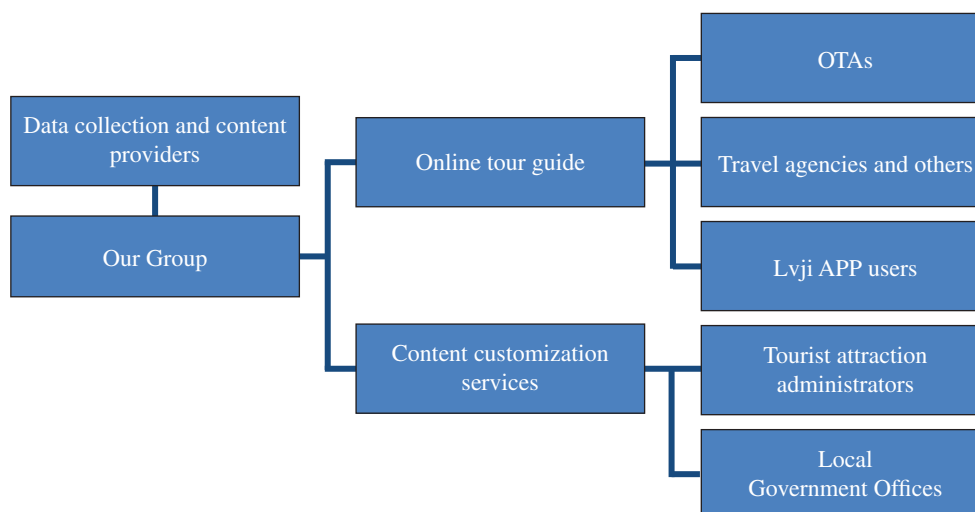 Data collection and content
providers
Our Group
Online tour guide
Content customization
services
OTAs
Travel agencies and others
Lvji APP users
Tourist attraction
administrators
Local
Government Offices